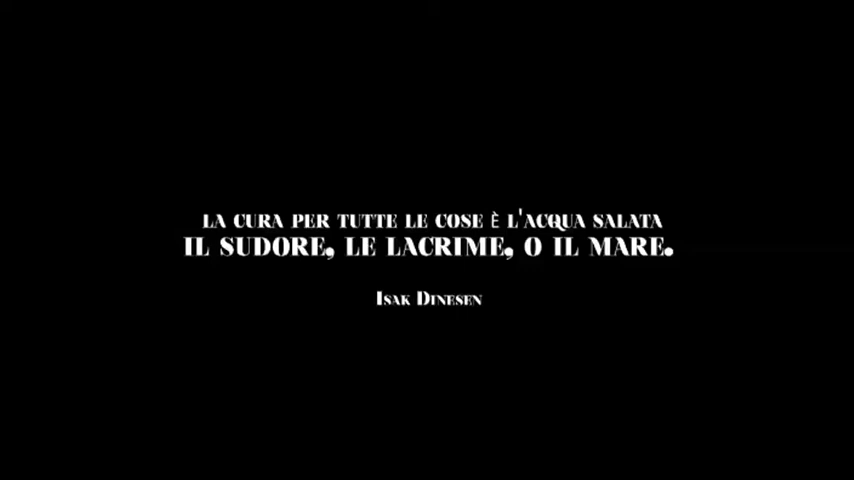 LA CURA PER TUTTE LE COSE È L'ACQUA SALATA
IL SUDORE, LE LACRIME, O IL MARE.
Isak Dinesen